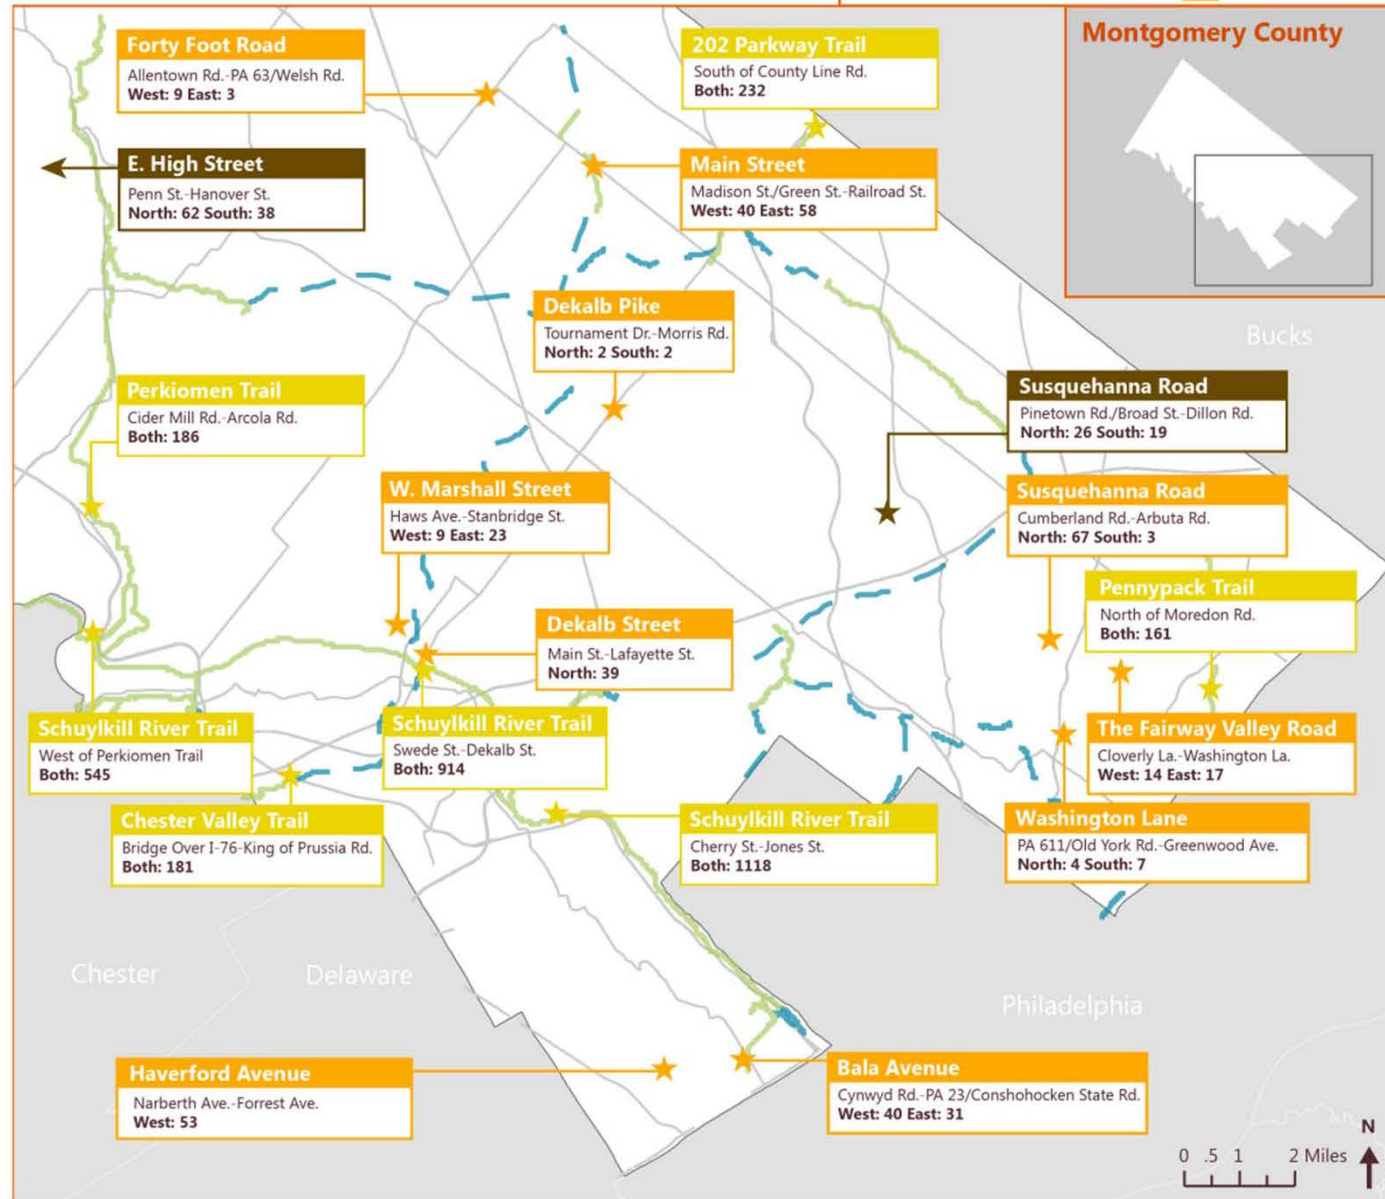 Forty Foot Road
Allentown Rd.-PA 63/Welsh Rd.
West: 9 East: 3
202 Parkway Trail
South of County Line Rd.
Both: 232
Montgomery County
E. High Street
Penn St.-Hanover St.
North: 62 South: 38
Main Street
Madison St./Green St.-Railroad St.
West: 40 East: 58
Dekalb Pike
Tournament Dr.-Morris Rd.
North: 2 South: 2
Bucks
Perkiomen Trail
Cider Mill Rd.-Arcola Rd.
Both: 186
Susquehanna Road
Pinetown Rd./Broad St.-Dillon Rd.
North: 26 South: 19
W. Marshall Street
Haws Ave.-Stanbridge St.
West: 9 East: 23
Susquehanna Road
Cumberland Rd.-Arbuta Rd.
North: 67 South: 3
Pennypack Trail
North of Moredon Rd.
Both: 161
Dekalb Street
Main St.-Lafayette St.
North: 39
Schuylkill River Trail
West of Perkiomen Trail
Both: 545
Schuylkill River Trail
Swede St.-Dekalb St.
Both: 914
The Fairway Valley Road
Cloverly La.-Washington La.
West: 14 East: 17
Chester Valley Trail
Bridge Over I-76-King of Prussia Rd.
Both: 181
Schuylkill River Trail
Cherry St.-Jones St.
Both: 1118
Washington Lane
PA 611/Old York Rd.-Greenwood Ave.
North: 4 South: 7
Chester
Delaware
Philadelphia
Haverford Avenue
Narberth Ave.-Forrest Ave.
West: 53
Bala Avenue
Cynwyd Rd.-PA 23/Conshohocken State Rd.
West: 40 East: 31
N
0 .5 1 2 Miles